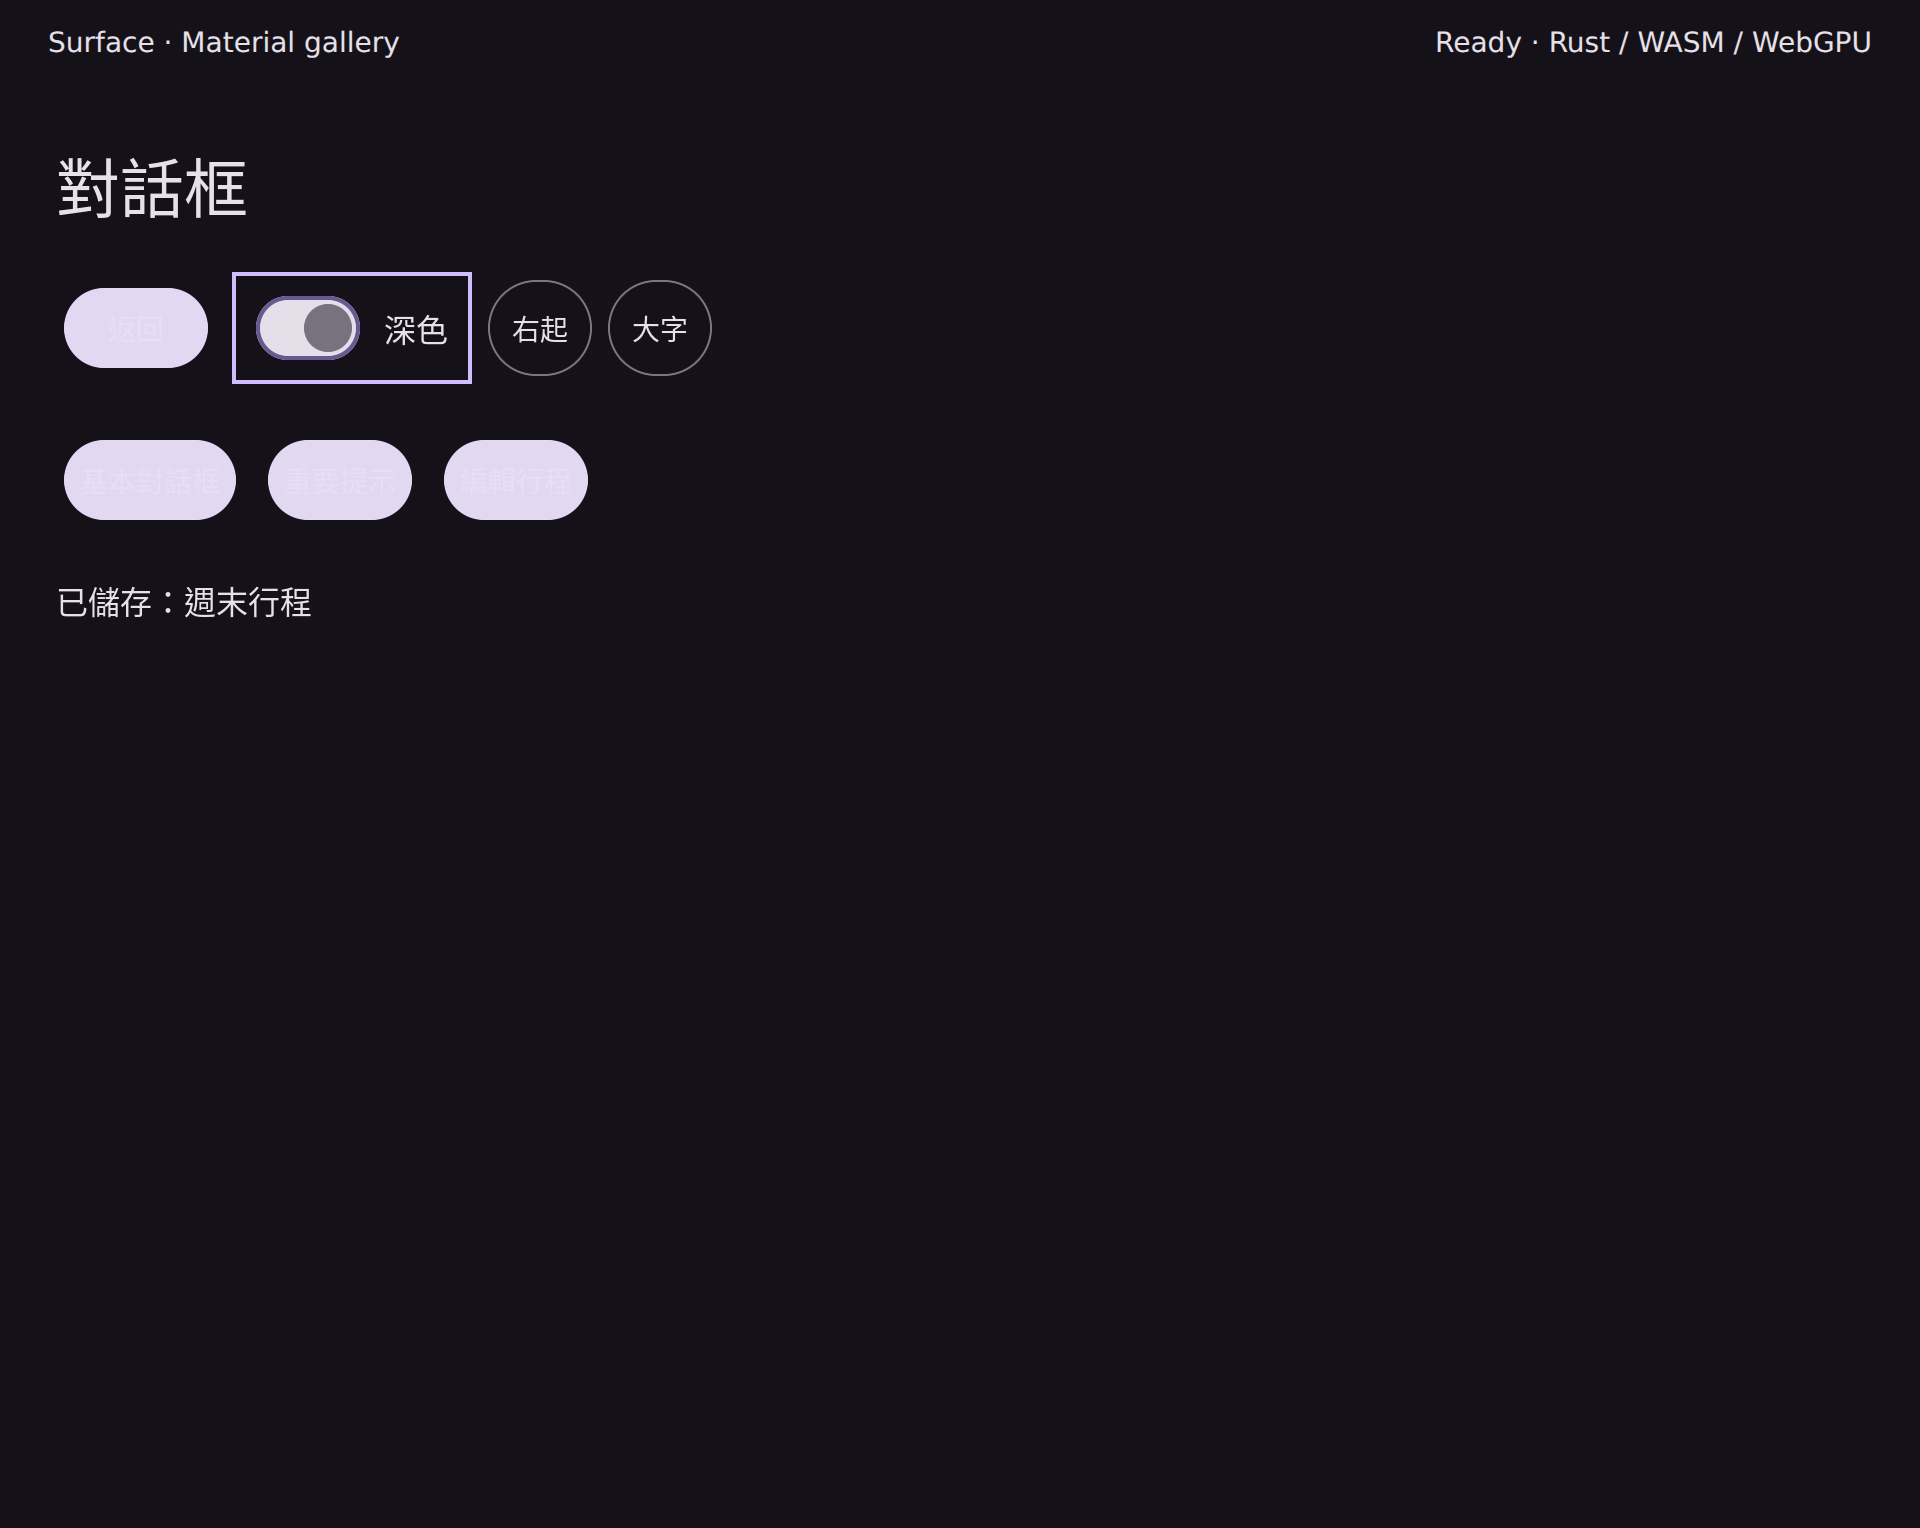 Surface · Material gallery
Ready · Rust / WASM / WebGPU
對話框
返回 深色 右起 大字
基本對話框 重要提示 編輯行程
已儲存：週末行程